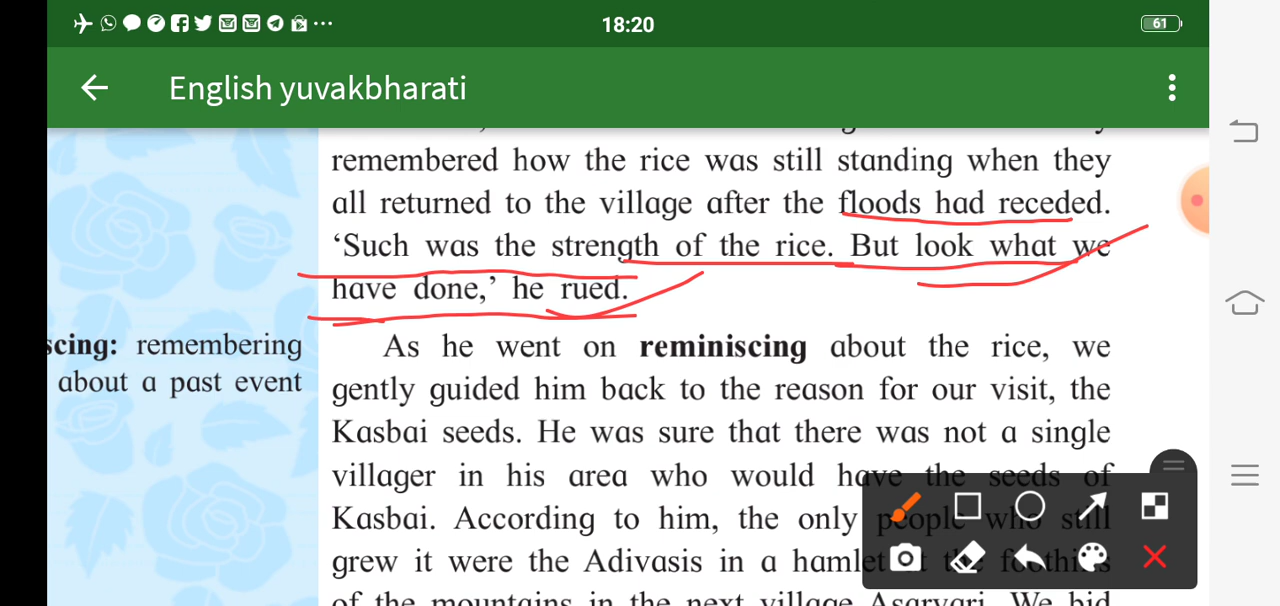 18:20
61
English yuvakbharati
remembered how the rice was still standing when they
all returned to the village after the floods had receded.
‘Such was the strength of the rice. But look what we
have done,’ he rued.
scing: remembering
about a past event
As he went on reminiscing about the rice, we
gently guided him back to the reason for our visit, the
Kasbai seeds. He was sure that there was not a single
villager in his area who would have the seeds of
Kasbai. According to him, the only people who still
grew it were the Adivasis in a hamlet at the foothills
of the mountains in the next village Asarvari. We bid